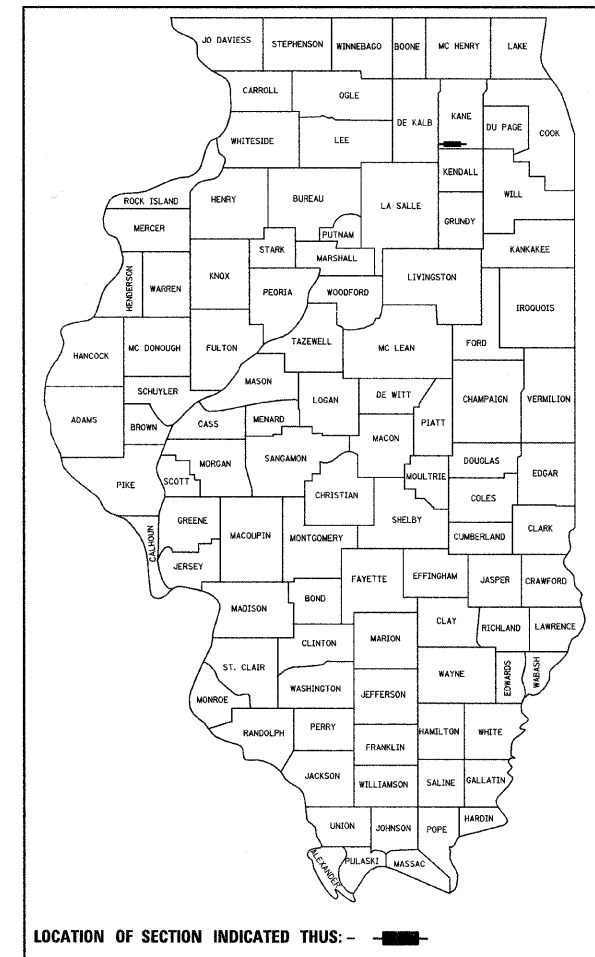 JO DAVIESS STEPHENSON WINNEBAGO BOONE MC HENRY LAKE
CARROLL OGLE DE KALB KANE DU PAGE COOK
WHITESIDE LEE
KENDALL WILL
ROCK ISLAND HENRY BUREAU LA SALLE GRUNDY
MERCER PUTNAM
STARK MARSHALL KANKAKEE
HENDERSON WARREN KNOX PEORIA WOODFORD LIVINGSTON IROQUOIS
HANCOCK MC DONOUGH FULTON TAZEWELL MC LEAN FORD
MASON
SCHUYLER LOGAN DE WITT CHAMPAIGN VERMILION
ADAMS BROWN CASS MENARD MACON PIATT
MORGAN SANGAMON DOUGLAS EDGAR
PIKE SCOTT CHRISTIAN MOULTRIE COLES
GREENE MACOUPIN MONTGOMERY SHELBY CUMBERLAND CLARK
CALHOUN JERSEY FAYETTE EFFINGHAM JASPER CRAWFORD
MADISON BOND
CLINTON MARION CLAY RICHLAND LAWRENCE
ST. CLAIR WAYNE EDWARDS WABASH
MONROE WASHINGTON JEFFERSON
RANDOLPH PERRY HAMILTON WHITE
FRANKLIN
JACKSON WILLIAMSON SALINE GALLATIN
UNION JOHNSON POPE HARDIN
ALEXANDER PULASKI MASSAC
LOCATION OF SECTION INDICATED THUS: -